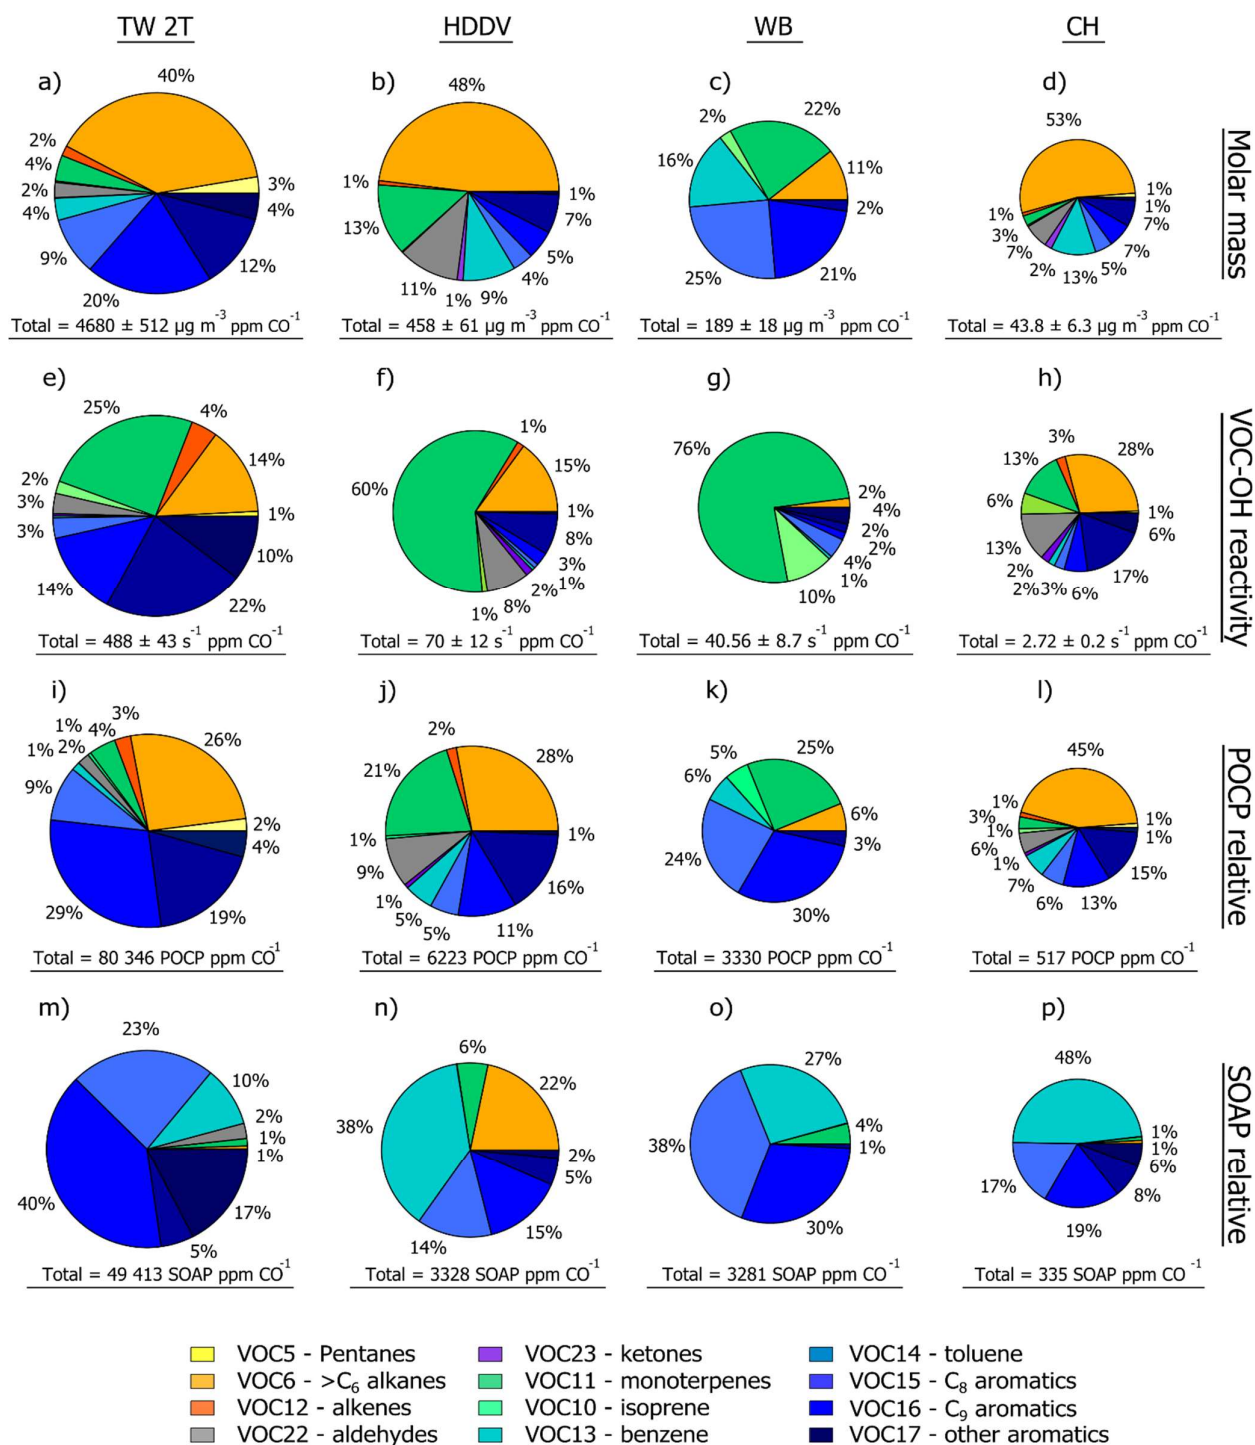 TW 2T HDDV WB CH
a) b) c) d)
40% 2% 4% 2% 4% 9% 20% 12% 4% 3%
48% 1% 13% 11% 1% 9% 4% 5% 7% 1%
22% 2% 16% 25% 21% 2% 11%
53% 1% 3% 7% 2% 13% 5% 7% 7% 1% 1%
Molar mass
Total = 4680 ± 512 µg m⁻³ ppm CO⁻¹
Total = 458 ± 61 µg m⁻³ ppm CO⁻¹
Total = 189 ± 18 µg m⁻³ ppm CO⁻¹
Total = 43.8 ± 6.3 µg m⁻³ ppm CO⁻¹
e) f) g) h)
25% 4% 14% 1% 10% 22% 14% 3% 3% 2%
60% 1% 15% 1% 8% 3% 1% 2% 8% 1%
76% 2% 4% 2% 2% 4% 1% 10%
13% 3% 28% 1% 6% 17% 6% 3% 2% 2% 13% 6%
VOC-OH reactivity
Total = 488 ± 43 s⁻¹ ppm CO⁻¹
Total = 70 ± 12 s⁻¹ ppm CO⁻¹
Total = 40.56 ± 8.7 s⁻¹ ppm CO⁻¹
Total = 2.72 ± 0.2 s⁻¹ ppm CO⁻¹
i) j) k) l)
1% 4% 3% 26% 2% 4% 19% 29% 9% 1% 2%
2% 28% 1% 16% 11% 5% 5% 1% 9% 1% 21%
5% 25% 6% 3% 30% 24% 6%
45% 1% 1% 15% 13% 6% 7% 1% 6% 1% 3% 1%
POCP relative
Total = 80 346 POCP ppm CO⁻¹
Total = 6223 POCP ppm CO⁻¹
Total = 3330 POCP ppm CO⁻¹
Total = 517 POCP ppm CO⁻¹
m) n) o) p)
23% 10% 2% 1% 1% 17% 5% 40%
6% 22% 2% 5% 15% 14% 38%
27% 4% 1% 30% 38%
48% 1% 1% 6% 8% 19% 17%
SOAP relative
Total = 49 413 SOAP ppm CO⁻¹
Total = 3328 SOAP ppm CO⁻¹
Total = 3281 SOAP ppm CO⁻¹
Total = 335 SOAP ppm CO⁻¹
VOC5 - Pentanes
VOC6 - >C₆ alkanes
VOC12 - alkenes
VOC22 - aldehydes
VOC23 - ketones
VOC11 - monoterpenes
VOC10 - isoprene
VOC13 - benzene
VOC14 - toluene
VOC15 - C₈ aromatics
VOC16 - C₉ aromatics
VOC17 - other aromatics